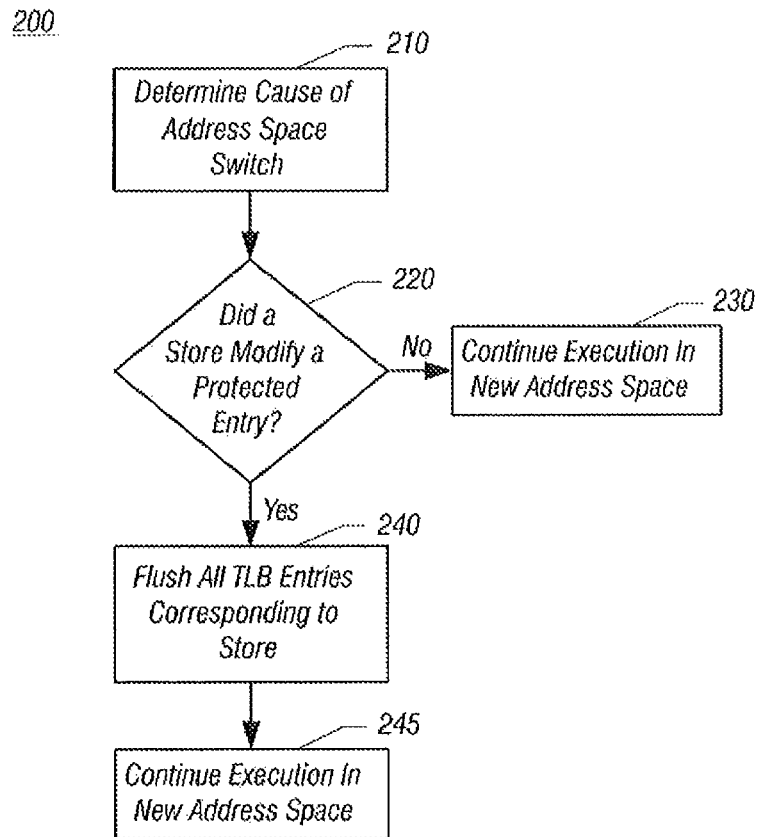 200
210
Determine Cause of
Address Space
Switch
220
Did a
Store Modify a
Protected
Entry?
No
230
Continue Execution In
New Address Space
Yes
240
Flush All TLB Entries
Corresponding to
Store
245
Continue Execution In
New Address Space